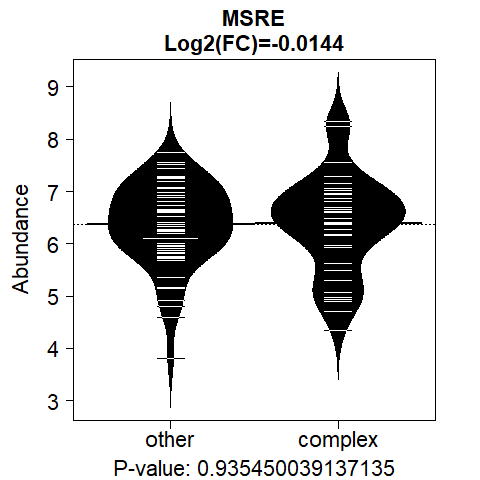 MSRE
Log2(FC)=-0.0144
Abundance
9
8
7
6
5
4
3
other complex
P-value: 0.935450039137135